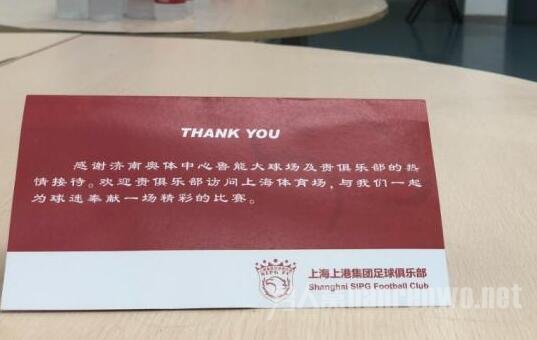 THANK YOU
感谢济南奥体中心鲁能大球场及贵俱乐部的热
情接待。欢迎贵俱乐部访问上海体育场，与我们一起
为球迷奉献一场精彩的比赛。
SIPG FC
上海上港集团足球俱乐部
Shanghai SIPG Football Club